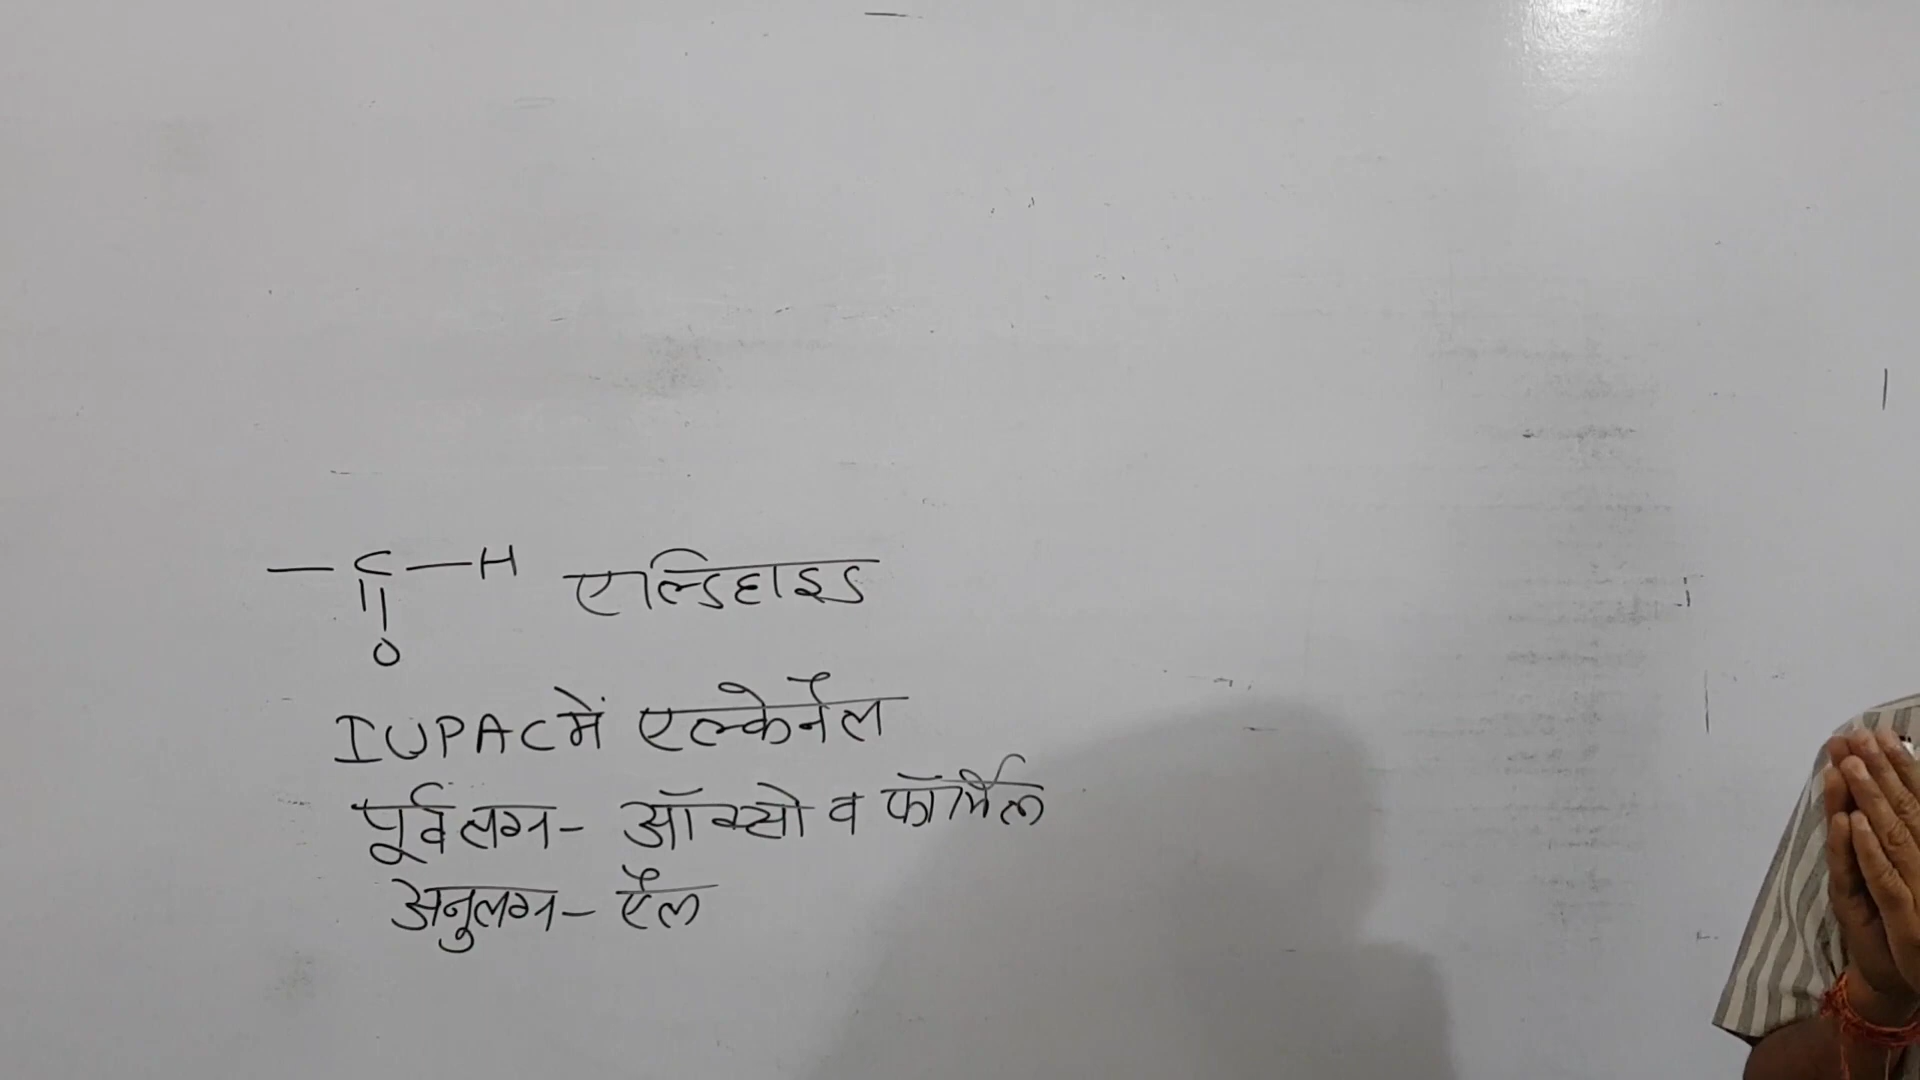 —C—H एल्डिहाइड
||
O
IUPAC में एल्केनैल
पूर्वलग्न - ऑक्सो व फॉर्मिल
अनुलग्न - ऐल